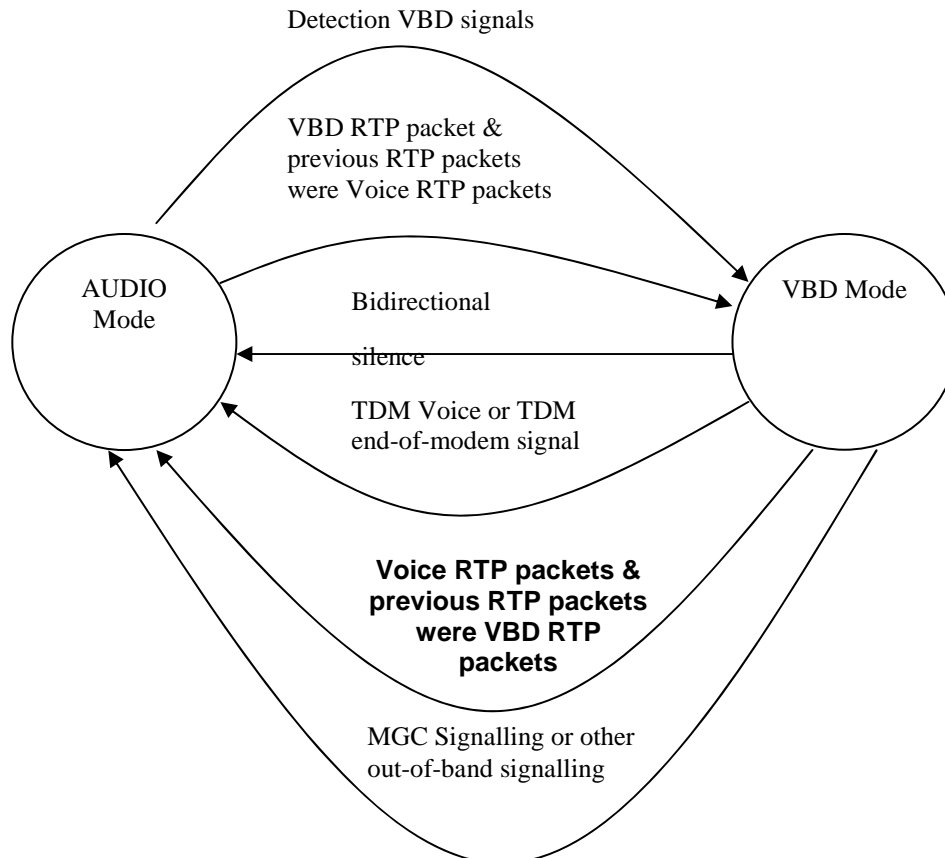 Detection VBD signals
VBD RTP packet &
previous RTP packets
were Voice RTP packets
AUDIO
Mode
VBD Mode
Bidirectional
silence
TDM Voice or TDM
end-of-modem signal
Voice RTP packets &
previous RTP packets
were VBD RTP
packets
MGC Signalling or other
out-of-band signalling